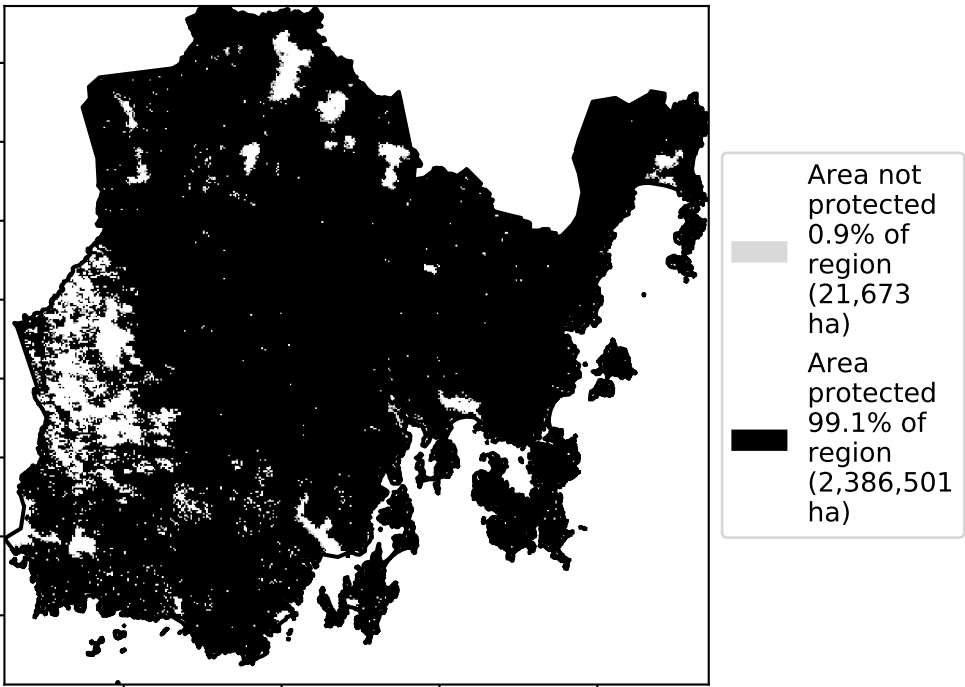 Area not
protected
0.9% of
region
(21,673
ha)
Area
protected
99.1% of
region
(2,386,501
ha)